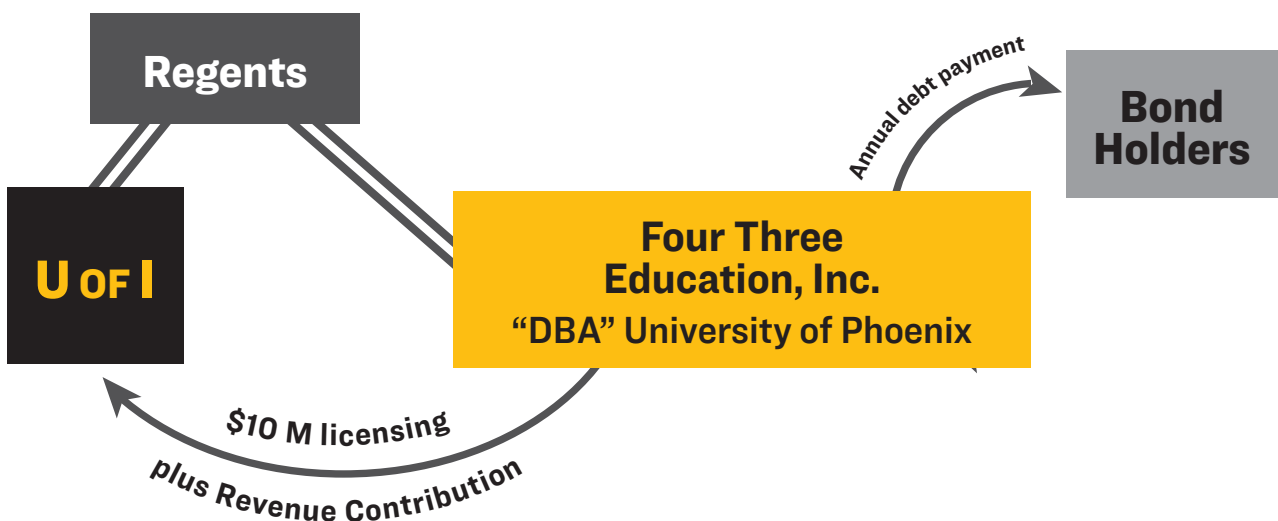 Regents
Annual debt payment
Bond
Holders
U OF I
Four Three
Education, Inc.
“DBA” University of Phoenix
$10 M licensing
plus Revenue Contribution